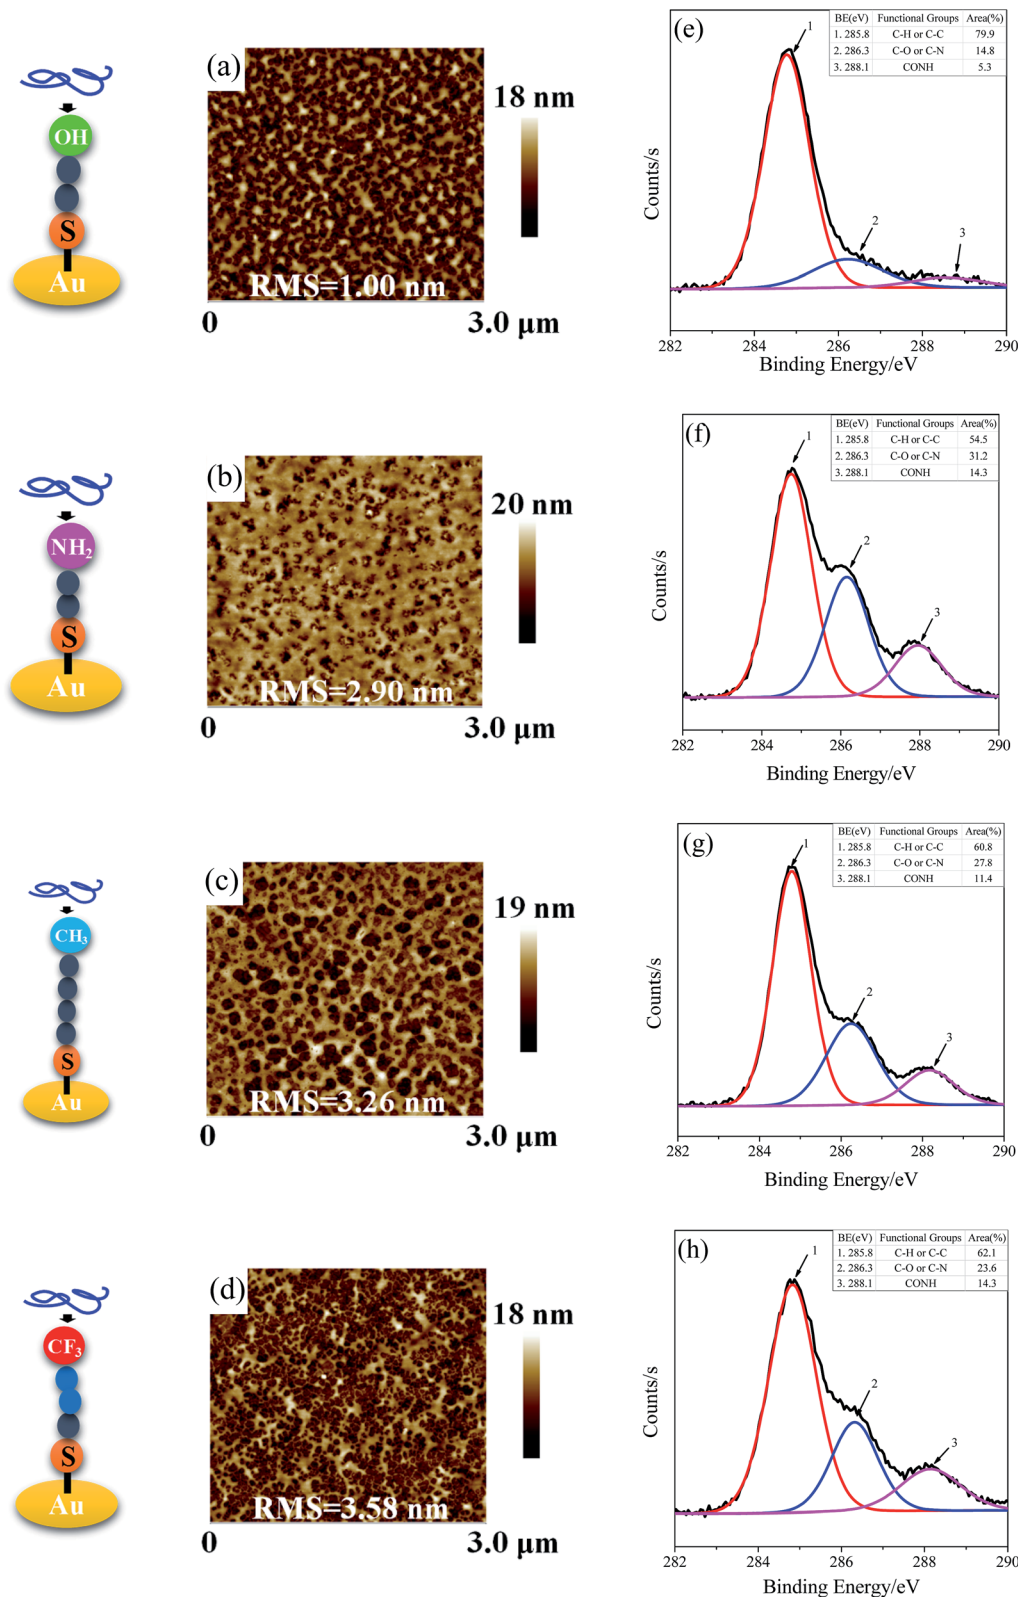 (a)
18 nm
OH
S
Au
RMS=1.00 nm
0 3.0 μm
(e)
BE(eV) Functional Groups Area(%)
1. 285.8 C-H or C-C 79.9
2. 286.3 C-O or C-N 14.8
3. 288.1 CONH 5.3
1
2
3
Counts/s
282 284 286 288 290
Binding Energy/eV
(b)
20 nm
NH2
S
Au
RMS=2.90 nm
0 3.0 μm
(f)
BE(eV) Functional Groups Area(%)
1. 285.8 C-H or C-C 54.5
2. 286.3 C-O or C-N 31.2
3. 288.1 CONH 14.3
1
2
3
Counts/s
282 284 286 288 290
Binding Energy/eV
(c)
19 nm
CH3
S
Au
RMS=3.26 nm
0 3.0 μm
(g)
BE(eV) Functional Groups Area(%)
1. 285.8 C-H or C-C 60.8
2. 286.3 C-O or C-N 27.8
3. 288.1 CONH 11.4
1
2
3
Counts/s
282 284 286 288 290
Binding Energy/eV
(d)
18 nm
CF3
S
Au
RMS=3.58 nm
0 3.0 μm
(h)
BE(eV) Functional Groups Area(%)
1. 285.8 C-H or C-C 62.1
2. 286.3 C-O or C-N 23.6
3. 288.1 CONH 14.3
1
2
3
Counts/s
282 284 286 288 290
Binding Energy/eV